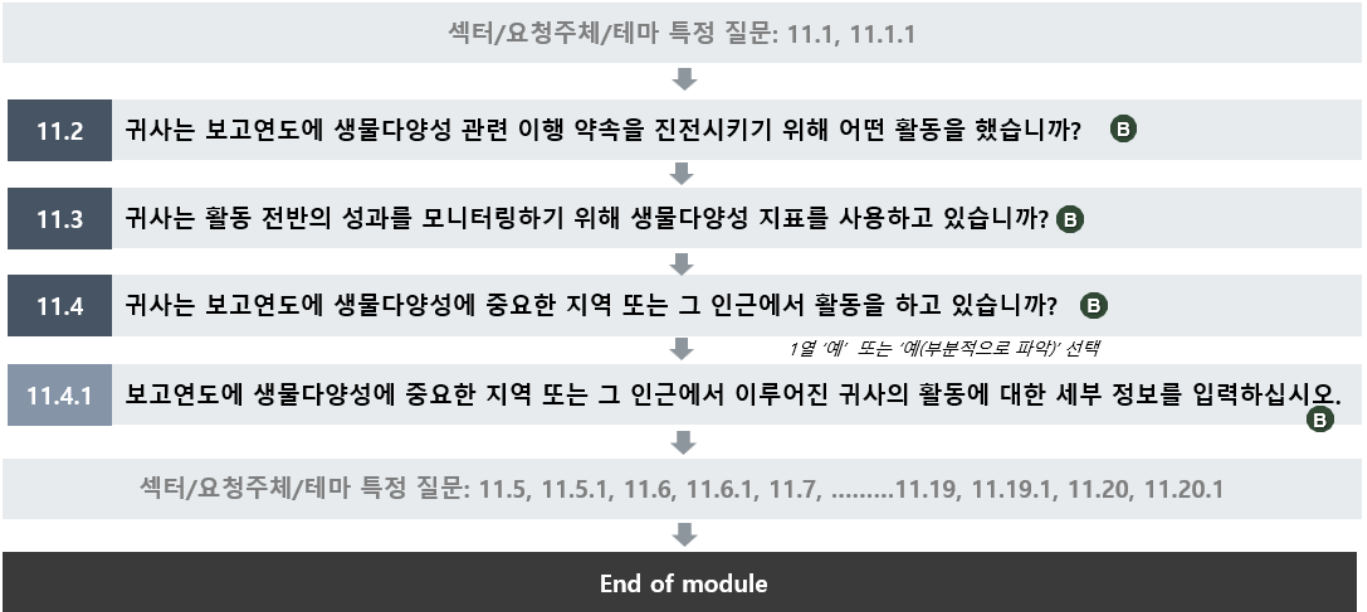 섹터/요청주체/테마 특정 질문: 11.1, 11.1.1
11.2 귀사는 보고연도에 생물다양성 관련 이행 약속을 진전시키기 위해 어떤 활동을 했습니까? B
11.3 귀사는 활동 전반의 성과를 모니터링하기 위해 생물다양성 지표를 사용하고 있습니까? B
11.4 귀사는 보고연도에 생물다양성에 중요한 지역 또는 그 인근에서 활동을 하고 있습니까? B
1열 '예' 또는 '예(부분적으로 파악)' 선택
11.4.1 보고연도에 생물다양성에 중요한 지역 또는 그 인근에서 이루어진 귀사의 활동에 대한 세부 정보를 입력하십시오.
B
섹터/요청주체/테마 특정 질문: 11.5, 11.5.1, 11.6, 11.6.1, 11.7, .........11.19, 11.19.1, 11.20, 11.20.1
End of module